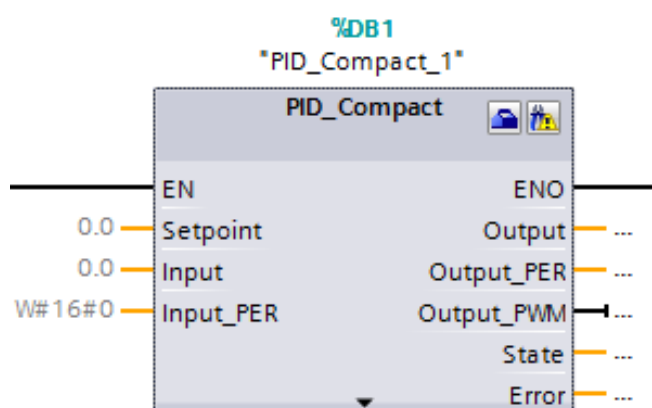 %DB1
"PID_Compact_1"
PID_Compact
EN ENO
0.0 Setpoint Output ...
0.0 Input Output_PER ...
W#16#0 Input_PER Output_PWM ...
State ...
Error ...